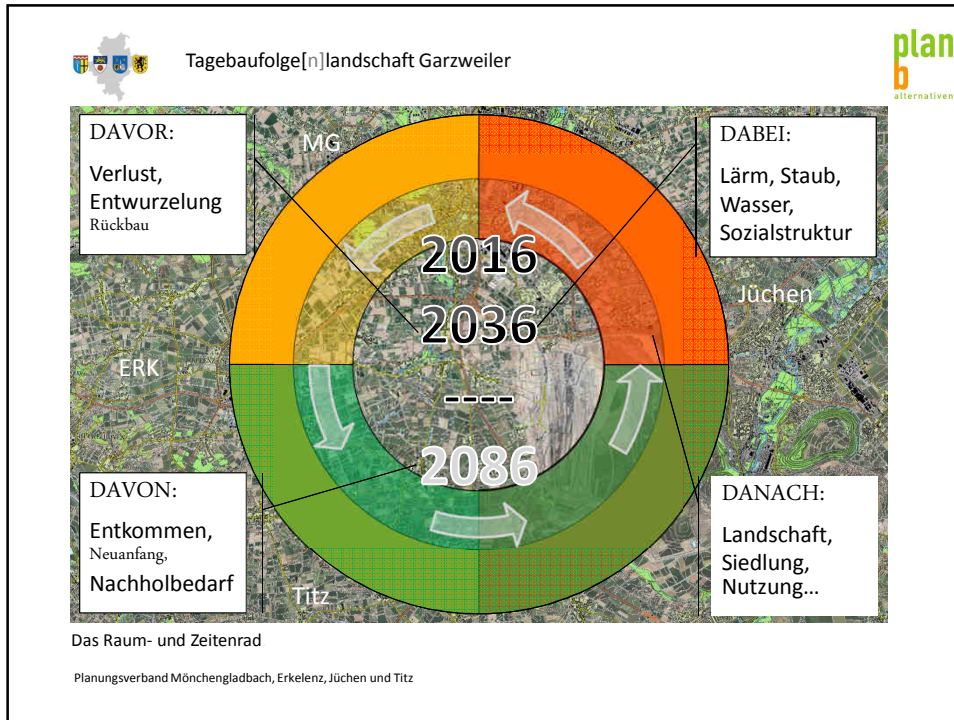 Tagebaufolge[n]landschaft Garzweiler
plan
b
alternativen
DAVOR:
Verlust,
Entwurzelung
Rückbau
MG
DABEI:
Lärm, Staub,
Wasser,
Sozialstruktur
2016
2036
----
2086
Jüchen
ERK
DAVON:
Entkommen,
Neuanfang,
Nachholbedarf
Titz
DANACH:
Landschaft,
Siedlung,
Nutzung…
Das Raum- und Zeitenrad
Planungsverband Mönchengladbach, Erkelenz, Jüchen und Titz